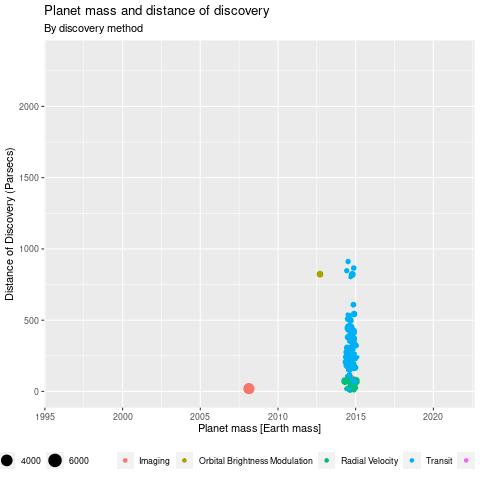 Planet mass and distance of discovery
By discovery method
Distance of Discovery (Parsecs)
2000
1500
1000
500
0
1995 2000 2005 2010 2015 2020
Planet mass [Earth mass]
4000 6000 Imaging Orbital Brightness Modulation Radial Velocity Transit